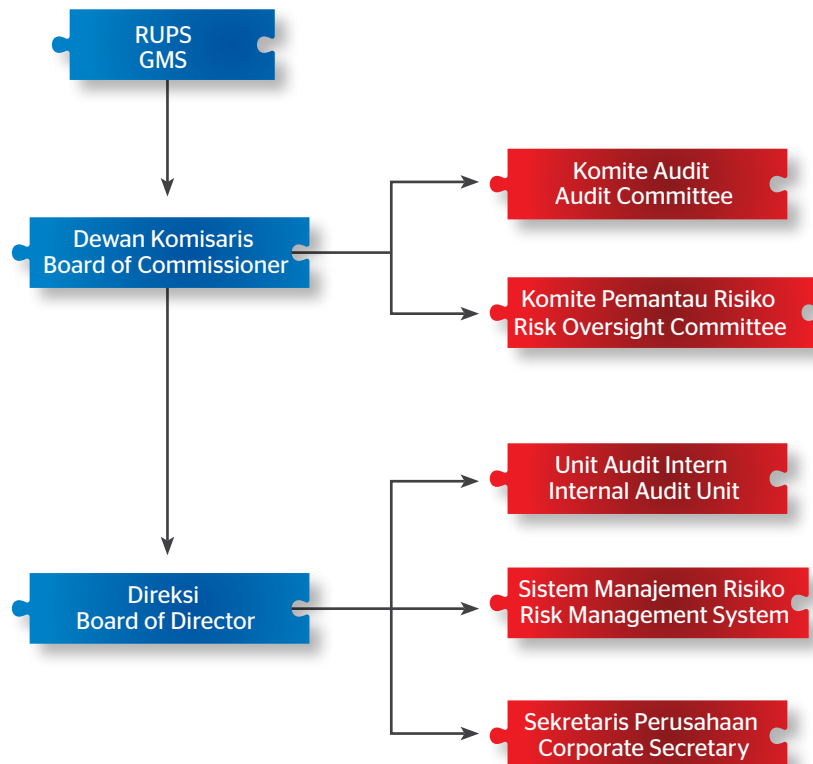 RUPS
GMS
Komite Audit
Audit Committee
Dewan Komisaris
Board of Commissioner
Komite Pemantau Risiko
Risk Oversight Committee
Unit Audit Intern
Internal Audit Unit
Direksi
Board of Director
Sistem Manajemen Risiko
Risk Management System
Sekretaris Perusahaan
Corporate Secretary